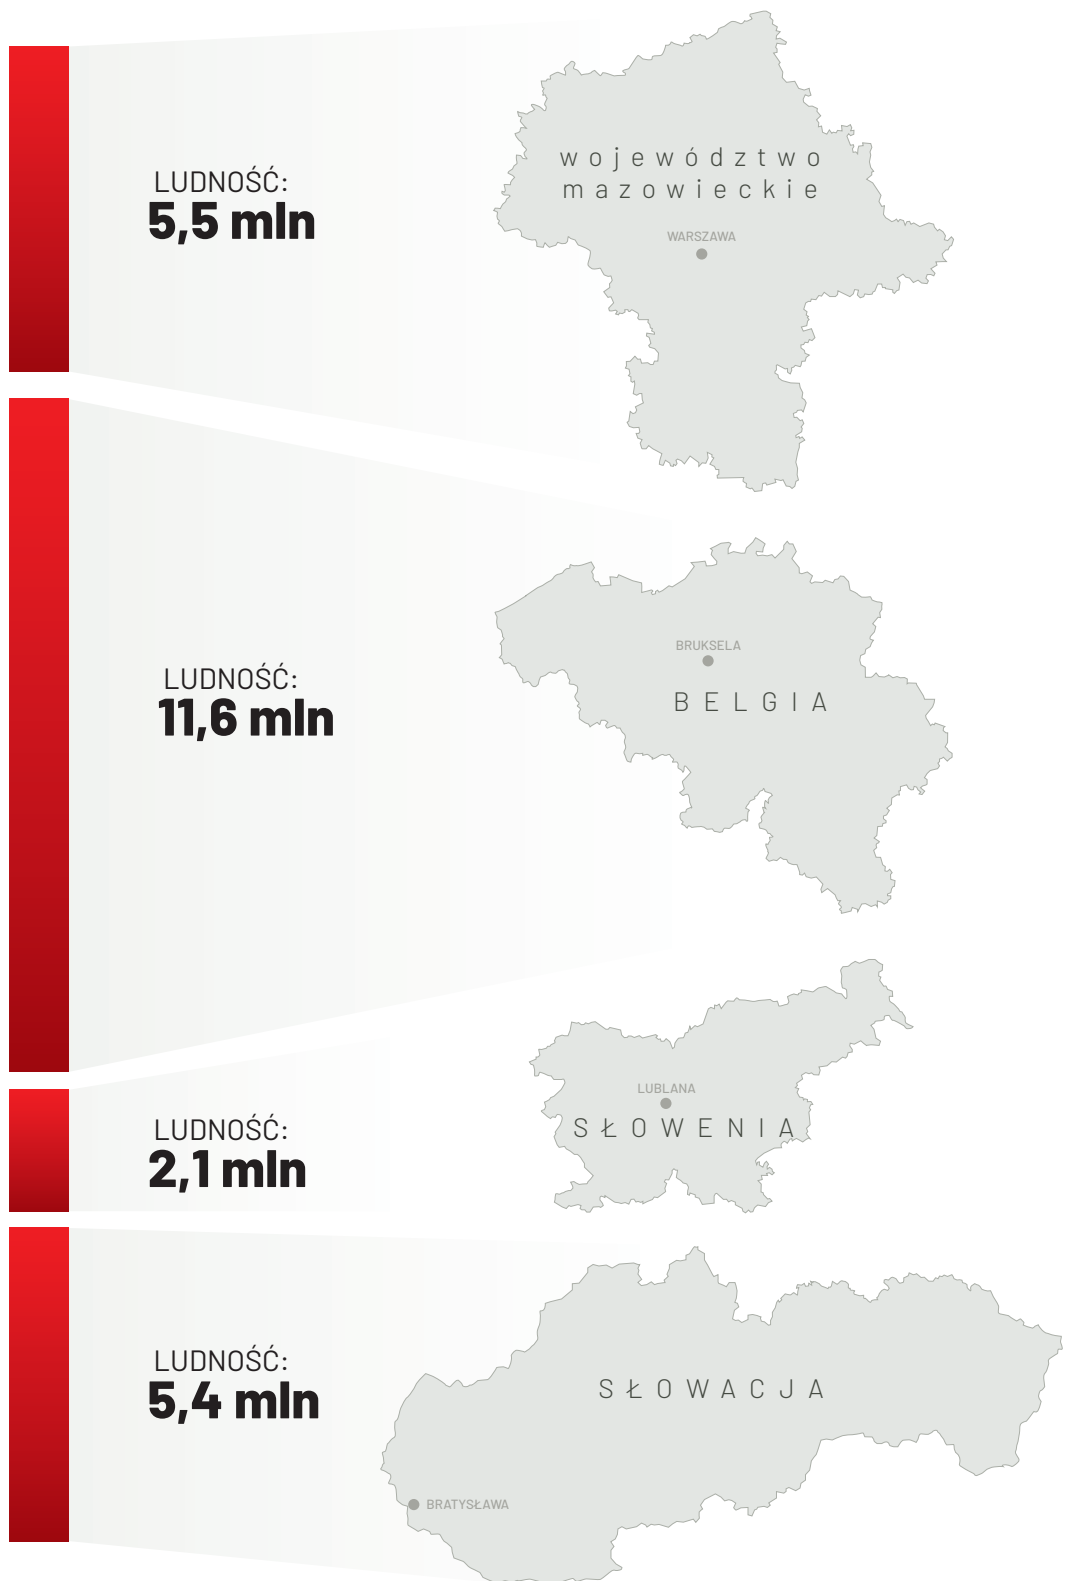 LUDNOŚĆ:
5,5 mln
województwo
mazowieckie
WARSZAWA
LUDNOŚĆ:
11,6 mln
BRUKSELA
BELGIA
LUDNOŚĆ:
2,1 mln
LUBLANA
SŁOWENIA
LUDNOŚĆ:
5,4 mln
SŁOWACJA
BRATYSŁAWA